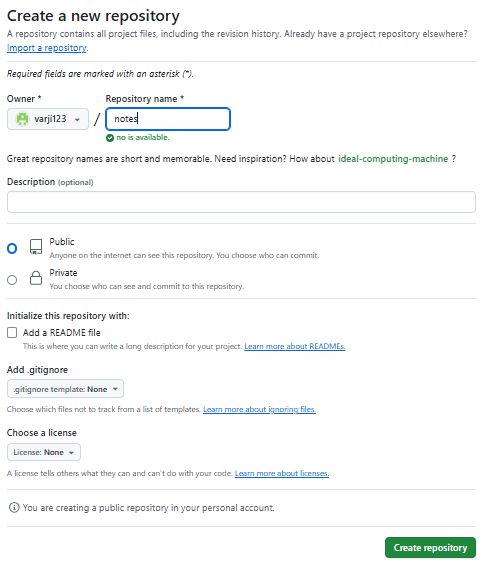 Create a new repository
A repository contains all project files, including the revision history. Already have a project repository elsewhere?
Import a repository.
Required fields are marked with an asterisk (*).
Owner * Repository name *
varji123 / notes
no is available.
Great repository names are short and memorable. Need inspiration? How about ideal-computing-machine ?
Description (optional)
Public
Anyone on the internet can see this repository. You choose who can commit.
Private
You choose who can see and commit to this repository.
Initialize this repository with:
Add a README file
This is where you can write a long description for your project. Learn more about READMEs.
Add .gitignore
.gitignore template: None
Choose which files not to track from a list of templates. Learn more about ignoring files.
Choose a license
License: None
A license tells others what they can and can't do with your code. Learn more about licenses.
You are creating a public repository in your personal account.
Create repository